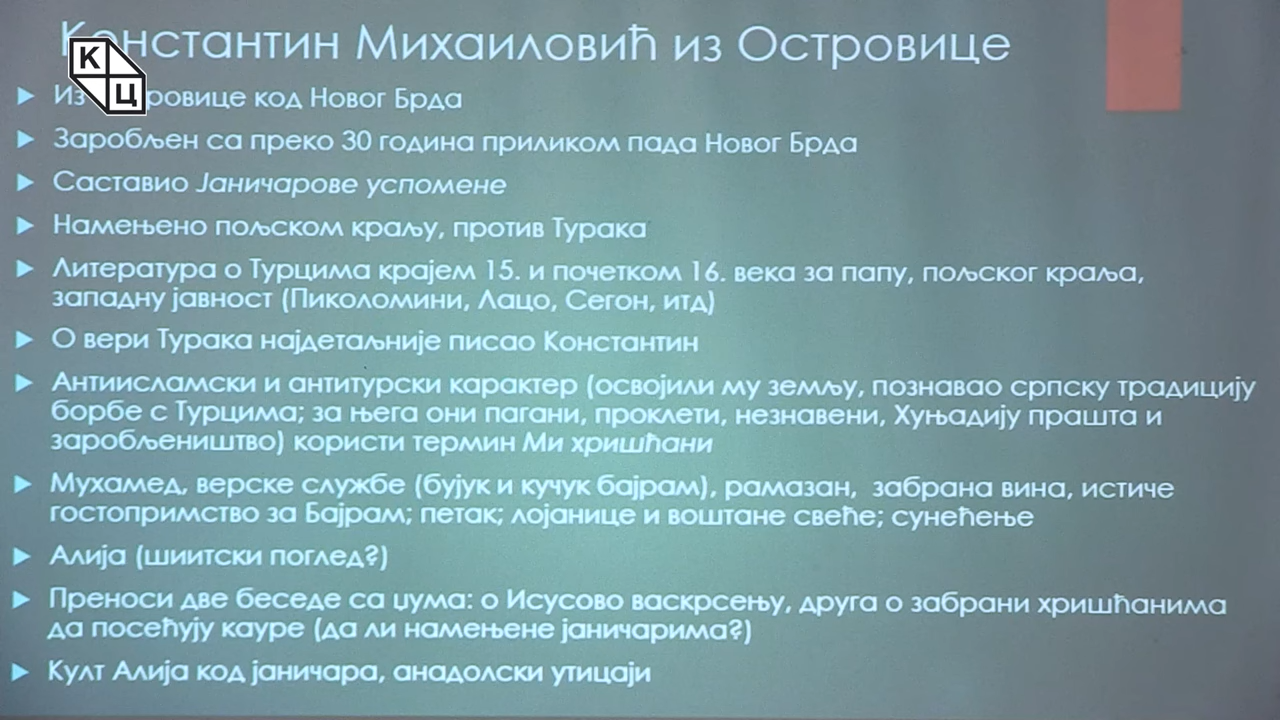 Константин Михаиловић из Островице
К
Ц
Из Островице код Новог Брда
Заробљен са преко 30 година приликом пада Новог Брда
Саставио Јаничарове успомене
Намењено пољском краљу, против Турака
Литература о Турцима крајем 15. и почетком 16. века за папу, пољског краља,
западну јавност (Пиколомини, Лацо, Сегон, итд)
О вери Турака најдетаљније писао Константин
Антиисламски и антитурски карактер (освојили му земљу, познавао српску традицију
борбе с Турцима; за њега они пагани, проклети, незнавени, Хуњадију прашта и
заробљеништво) користи термин Ми хришћани
Мухамед, верске службе (бујук и кучук бајрам), рамазан, забрана вина, истиче
гостопримство за Бајрам; петак; лојанице и воштане свеће; сунећење
Алија (шиитски поглед?)
Преноси две беседе са џума: о Исусово васкрсењу, друга о забрани хришћанима
да посећују кауре (да ли намењене јаничарима?)
Култ Алија код јаничара, анадолски утицаји